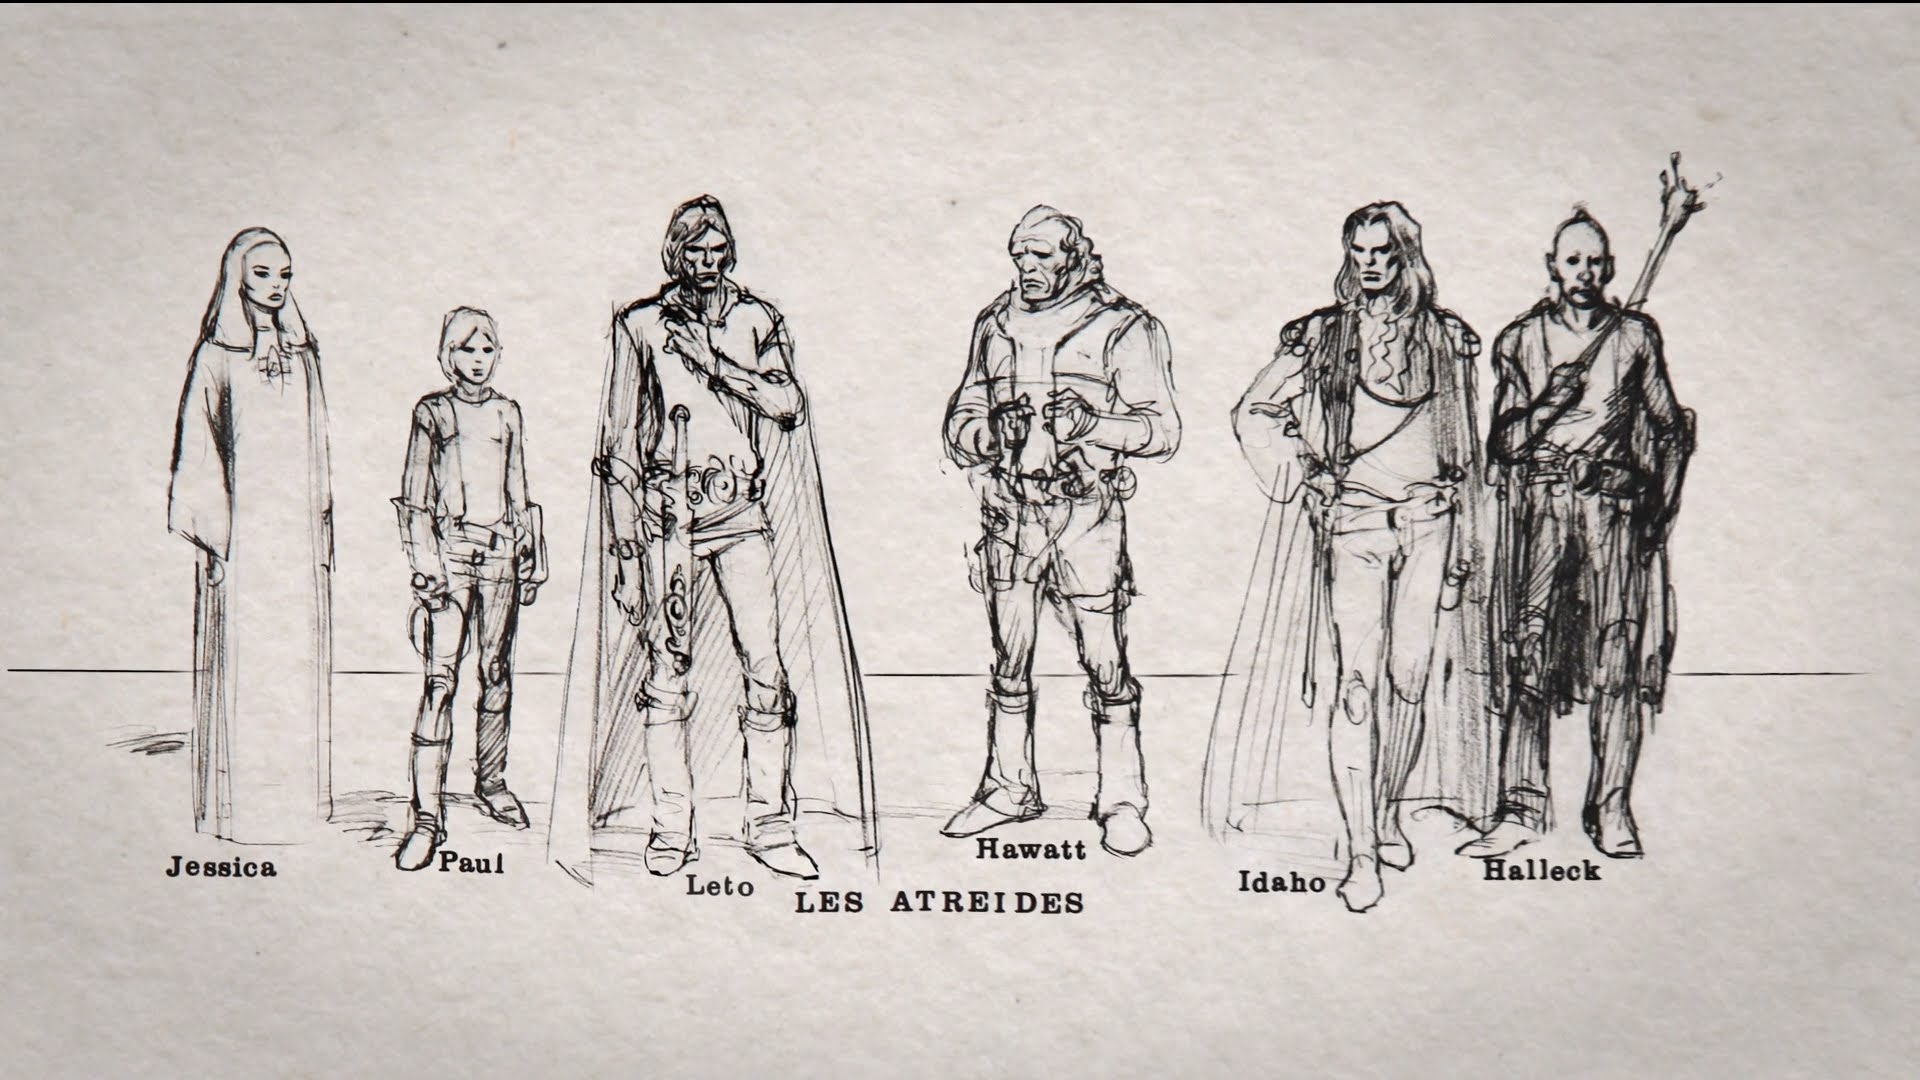 Jessica
Paul
Leto
Hawatt
Idaho
Halleck
LES ATREIDES